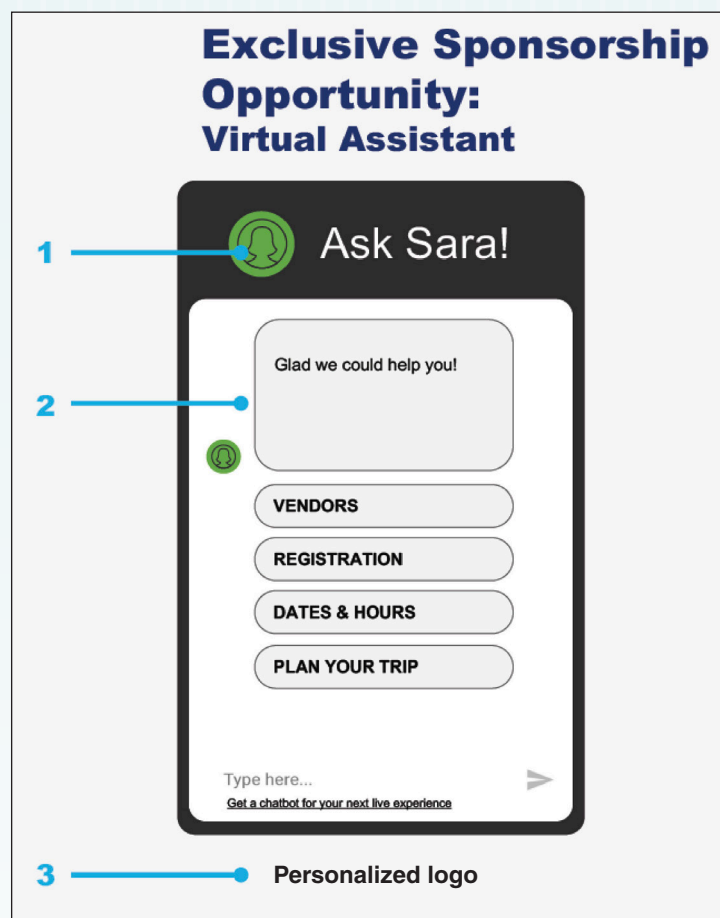 Exclusive Sponsorship
Opportunity:
Virtual Assistant
1
Ask Sara!
Glad we could help you!
2
VENDORS
REGISTRATION
DATES & HOURS
PLAN YOUR TRIP
Type here...
Get a chatbot for your next live experience
3
Personalized logo